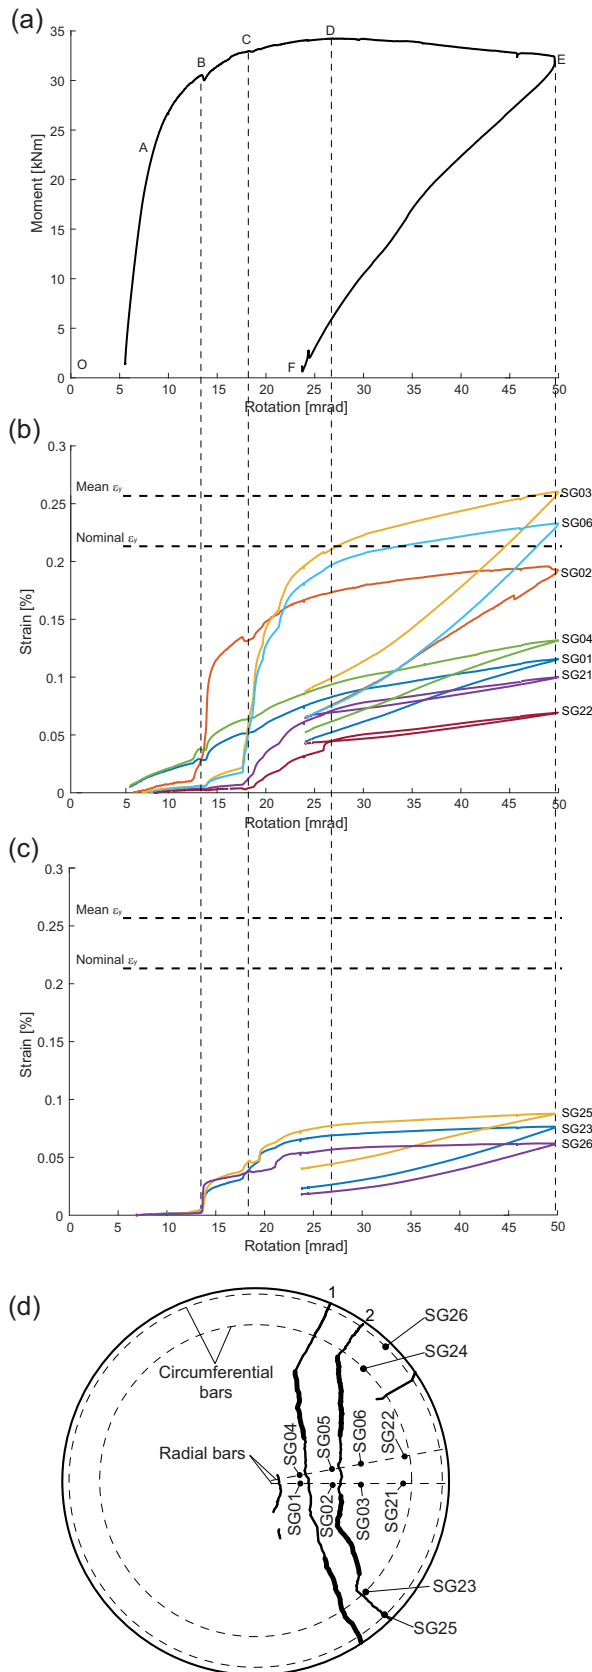 (a)
35
30
25
20
15
10
5
0
Moment [kNm]
O
A
B
C
D
E
F
0
5
10
15
20
25
30
35
40
45
50
Rotation [mrad]
(b)
0.3
0.25
0.2
0.15
0.1
0.05
0
Strain [%]
Mean εy
Nominal εy
SG03
SG06
SG02
SG04
SG01
SG21
SG22
0
5
10
15
20
25
30
35
40
45
50
Rotation [mrad]
(c)
0.3
0.25
0.2
0.15
0.1
0.05
0
Strain [%]
Mean εy
Nominal εy
SG25
SG23
SG26
0
5
10
15
20
25
30
35
40
45
50
Rotation [mrad]
(d)
1
2
SG26
SG24
Circumferential
bars
Radial bars
SG04
SG05
SG06
SG22
SG01
SG02
SG03
SG21
SG23
SG25